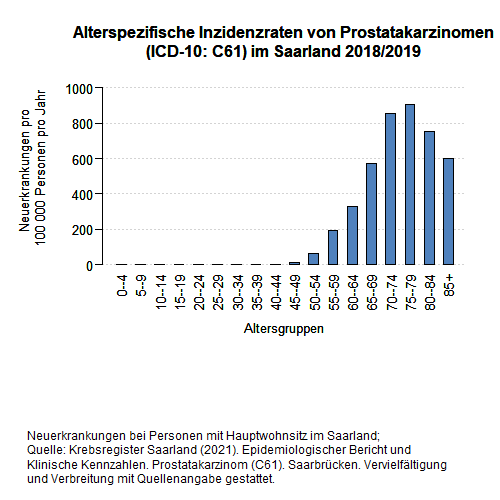 Alterspezifische Inzidenzraten von Prostatakarzinomen
(ICD-10: C61) im Saarland 2018/2019
Neuerkrankungen pro
100 000 Personen pro Jahr
1000
800
600
400
200
0
0--4
5--9
10--14
15--19
20--24
25--29
30--34
35--39
40--44
45--49
50--54
55--59
60--64
65--69
70--74
75--79
80--84
85+
Altersgruppen
Neuerkrankungen bei Personen mit Hauptwohnsitz im Saarland;
Quelle: Krebsregister Saarland (2021). Epidemiologischer Bericht und
Klinische Kennzahlen. Prostatakarzinom (C61). Saarbrücken. Vervielfältigung
und Verbreitung mit Quellenangabe gestattet.